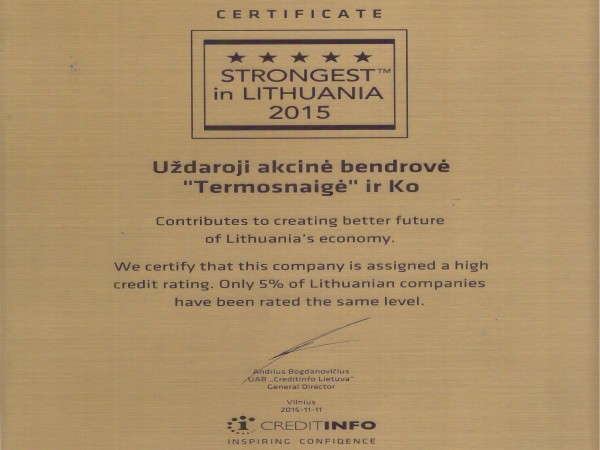 CERTIFICATE
★ ★ ★ ★ ★
STRONGEST™
in LITHUANIA
2015
Uždaroji akcinė bendrovė
"Termosnaigė" ir Ko
Contributes to creating better future
of Lithuania's economy.
We certify that this company is assigned a high
credit rating. Only 5% of Lithuanian companies
have been rated the same level.
Andrius Bogdanovičius
UAB „Creditinfo Lietuva"
General Director
Vilnius
2015-11-11
CREDITINFO
INSPIRING CONFIDENCE